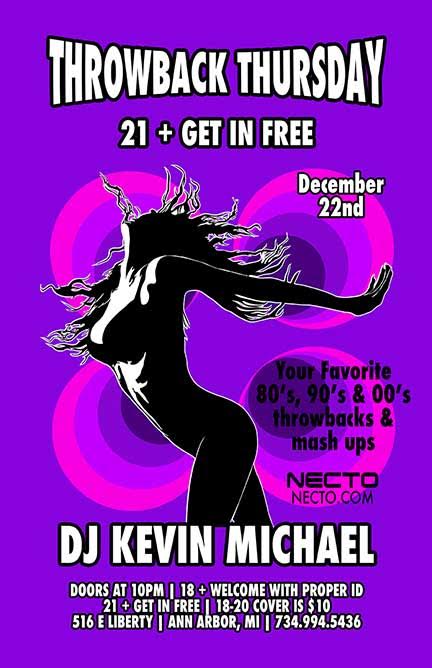 THROWBACK THURSDAY
21 + GET IN FREE
December
22nd
Your Favorite
80's, 90's & 00's
throwbacks &
mash ups
NECTO
NECTO.COM
DJ KEVIN MICHAEL
DOORS AT 10PM | 18 + WELCOME WITH PROPER ID
21 + GET IN FREE | 18-20 COVER IS $10
516 E LIBERTY | ANN ARBOR, MI | 734.994.5436